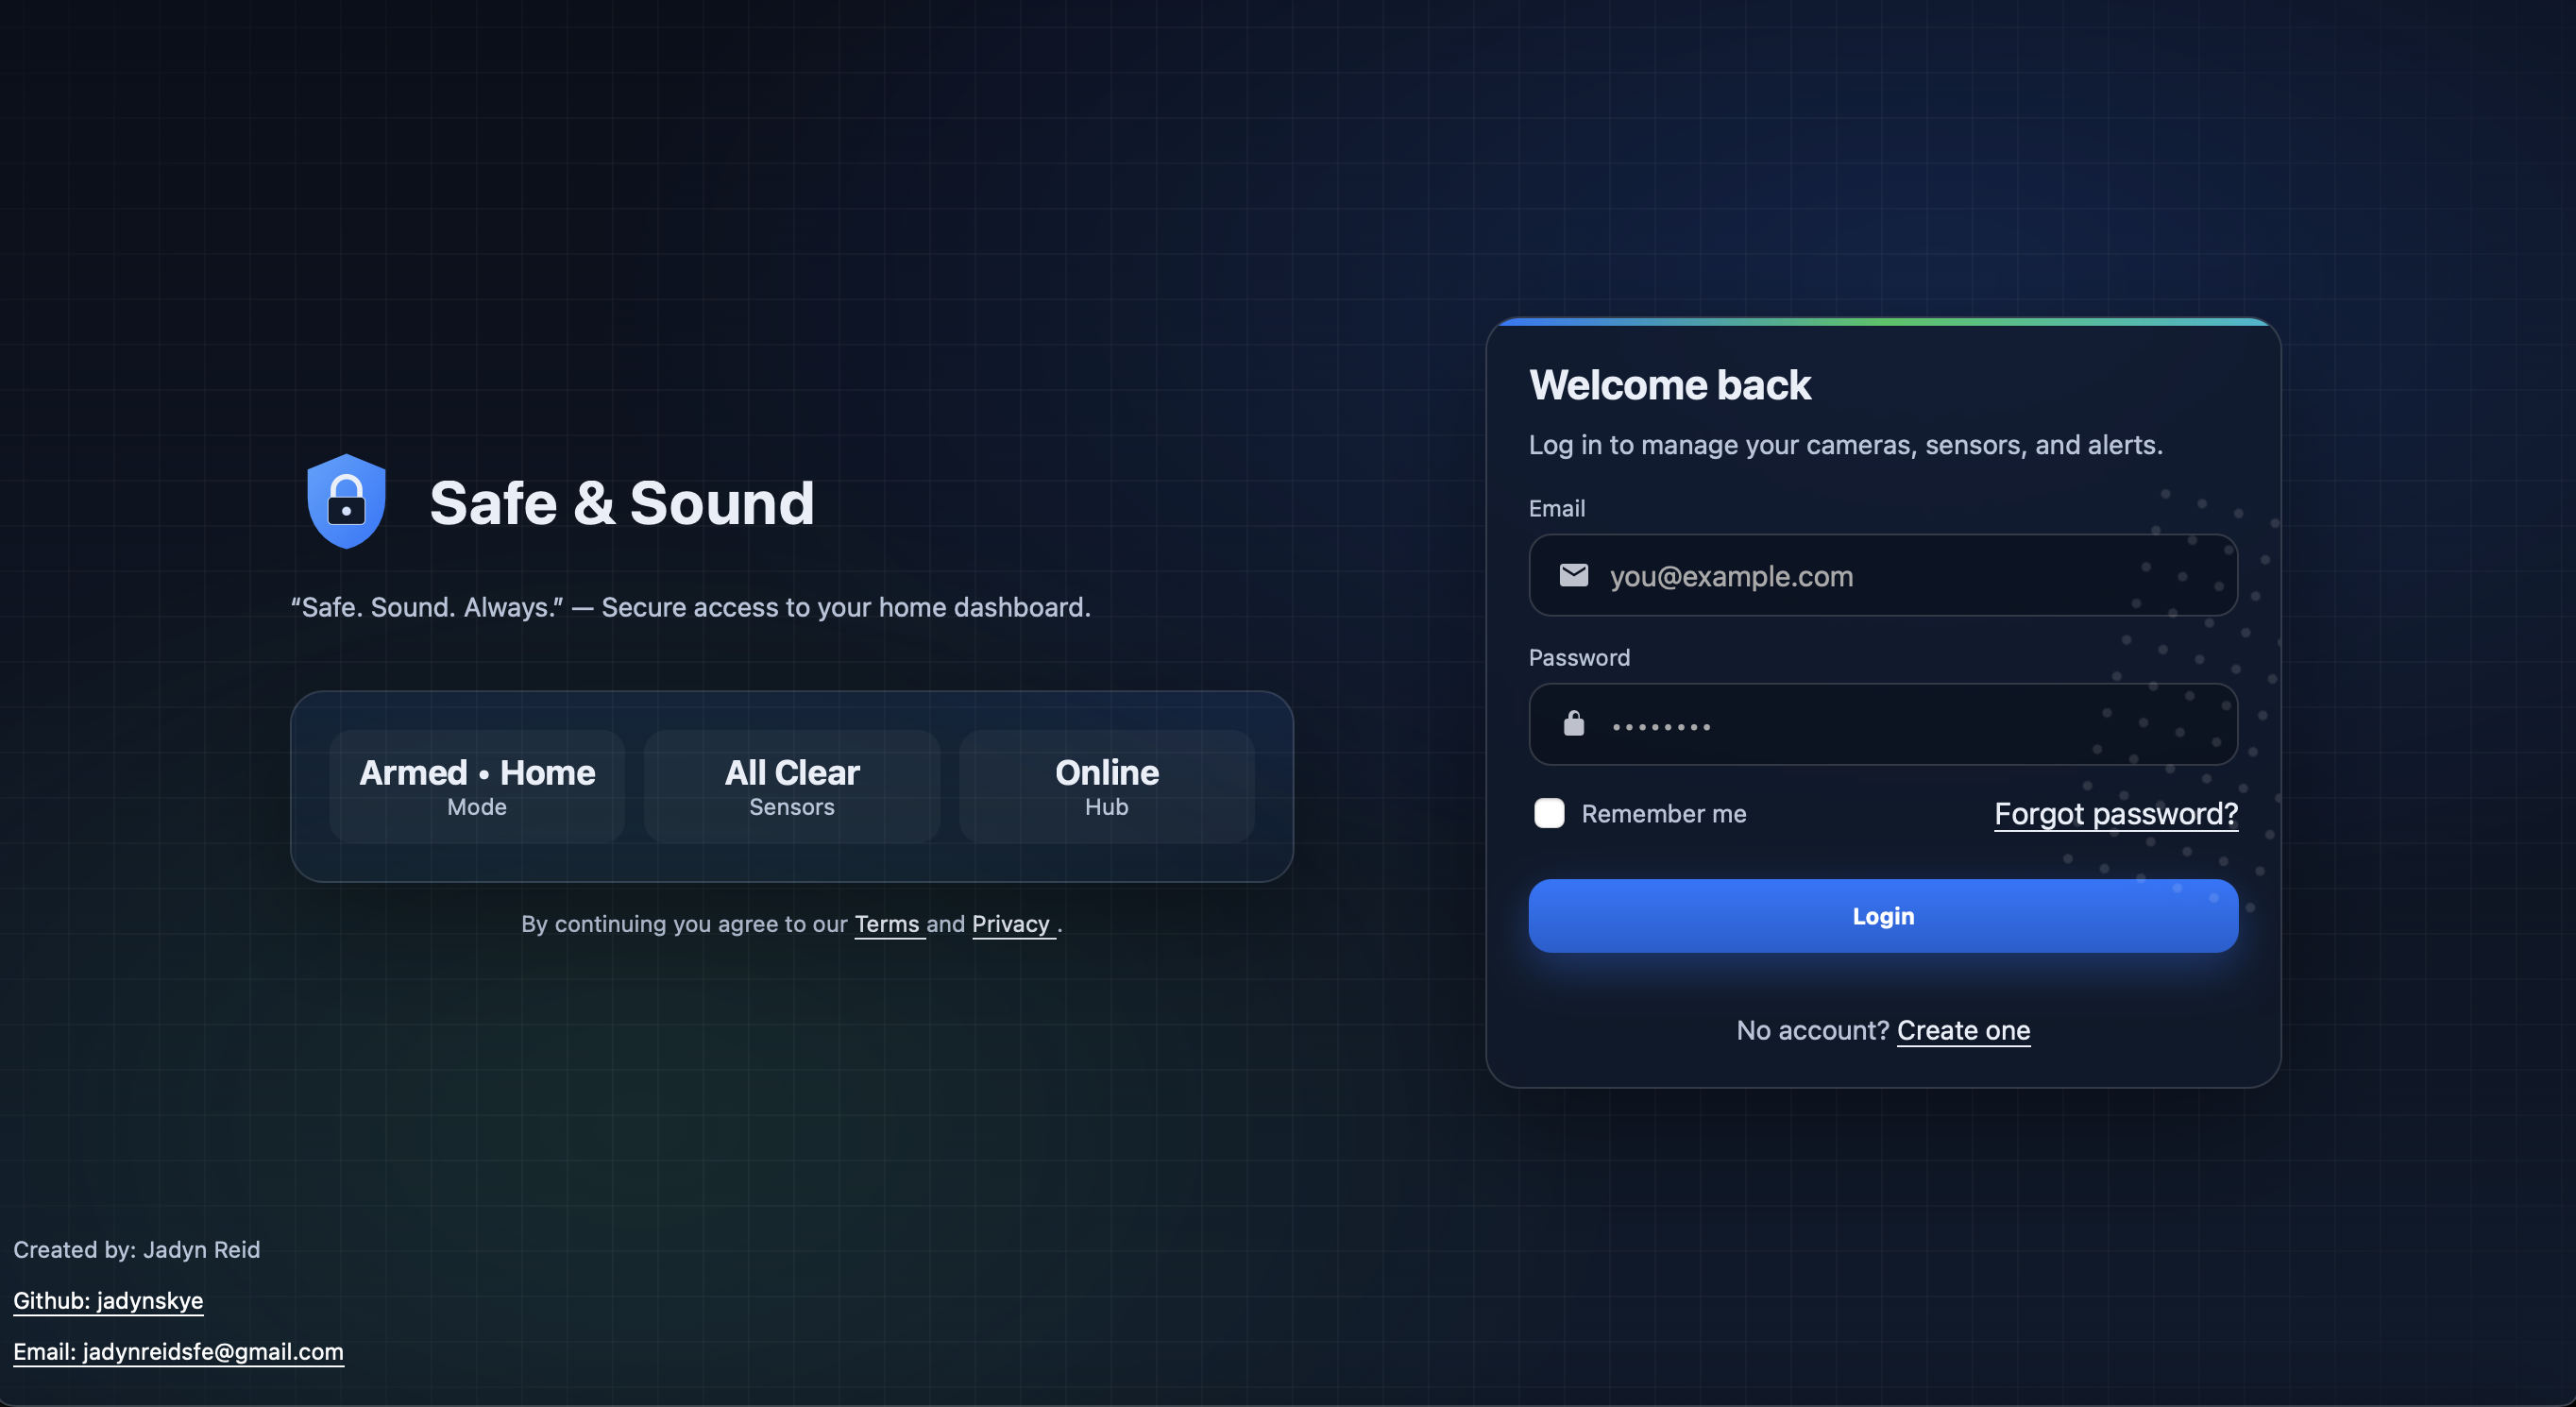 Safe & Sound
“Safe. Sound. Always.” — Secure access to your home dashboard.
Armed • Home
Mode
All Clear
Sensors
Online
Hub
By continuing you agree to our Terms and Privacy .
Welcome back
Log in to manage your cameras, sensors, and alerts.
Email
you@example.com
Password
••••••••
Remember me
Forgot password?
Login
No account? Create one
Created by: Jadyn Reid
Github: jadynskye
Email: jadynreidsfe@gmail.com